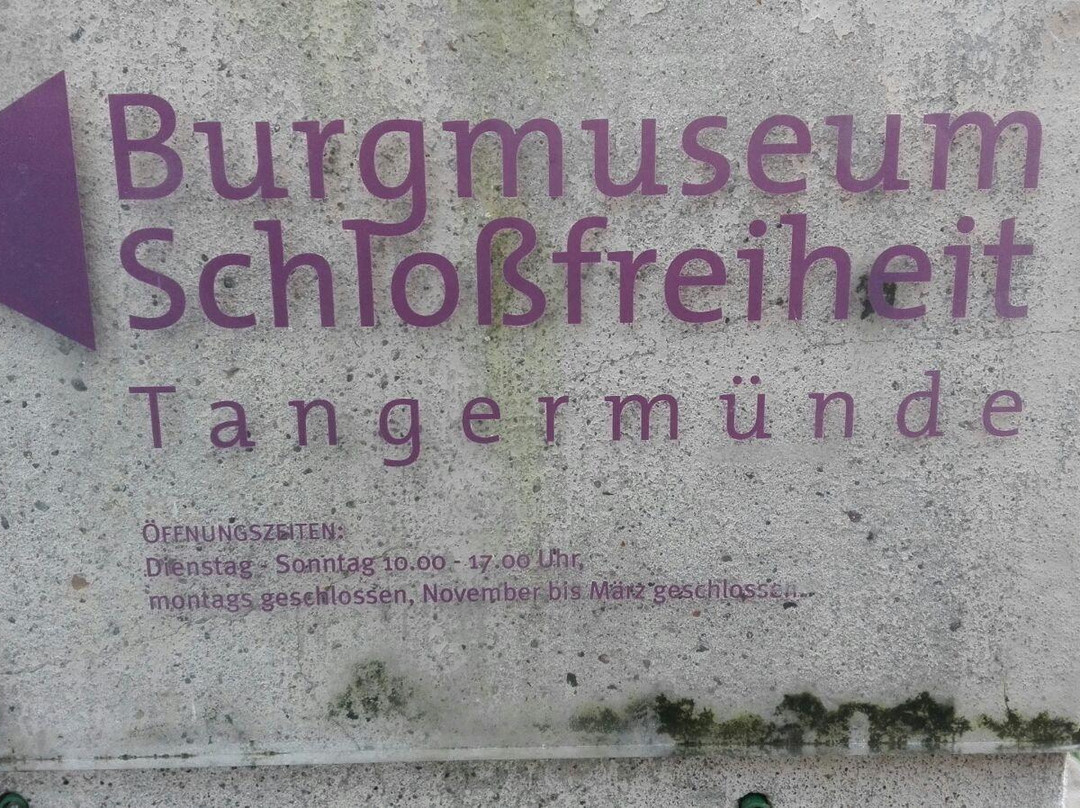 Burgmuseum
Schloßfreiheit
Tangermünde
ÖFFNUNGSZEITEN:
Dienstag - Sonntag 10.00 - 17.00 Uhr,
montags geschlossen, November bis März geschlossen.